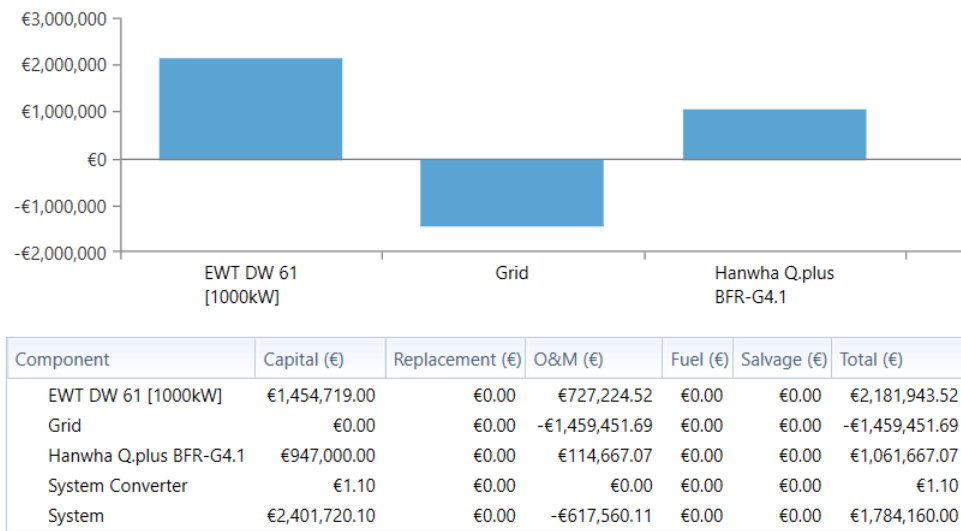 €3,000,000
€2,000,000
€1,000,000
€0
-€1,000,000
-€2,000,000
EWT DW 61 Grid Hanwha Q.plus
[1000kW] BFR-G4.1
Component Capital (€) Replacement (€) O&M (€) Fuel (€) Salvage (€) Total (€)
EWT DW 61 [1000kW] €1,454,719.00 €0.00 €727,224.52 €0.00 €0.00 €2,181,943.52
Grid €0.00 €0.00 -€1,459,451.69 €0.00 €0.00 -€1,459,451.69
Hanwha Q.plus BFR-G4.1 €947,000.00 €0.00 €114,667.07 €0.00 €0.00 €1,061,667.07
System Converter €1.10 €0.00 €0.00 €0.00 €0.00 €1.10
System €2,401,720.10 €0.00 -€617,560.11 €0.00 €0.00 €1,784,160.00